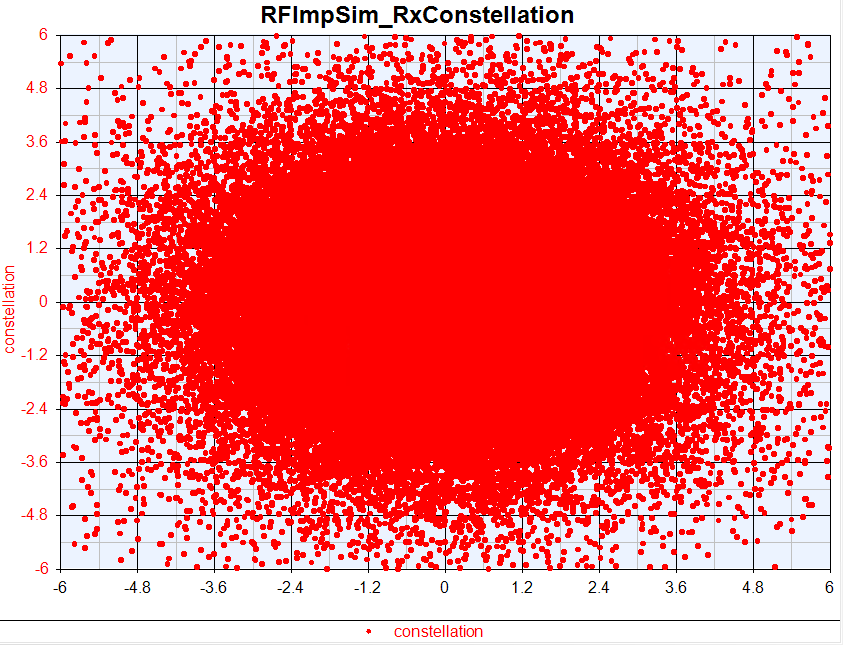 RFImpSim_RxConstellation
6
4.8
3.6
2.4
1.2
0
-1.2
-2.4
-3.6
-4.8
-6
constellation
-6 -4.8 -3.6 -2.4 -1.2 0 1.2 2.4 3.6 4.8 6
constellation